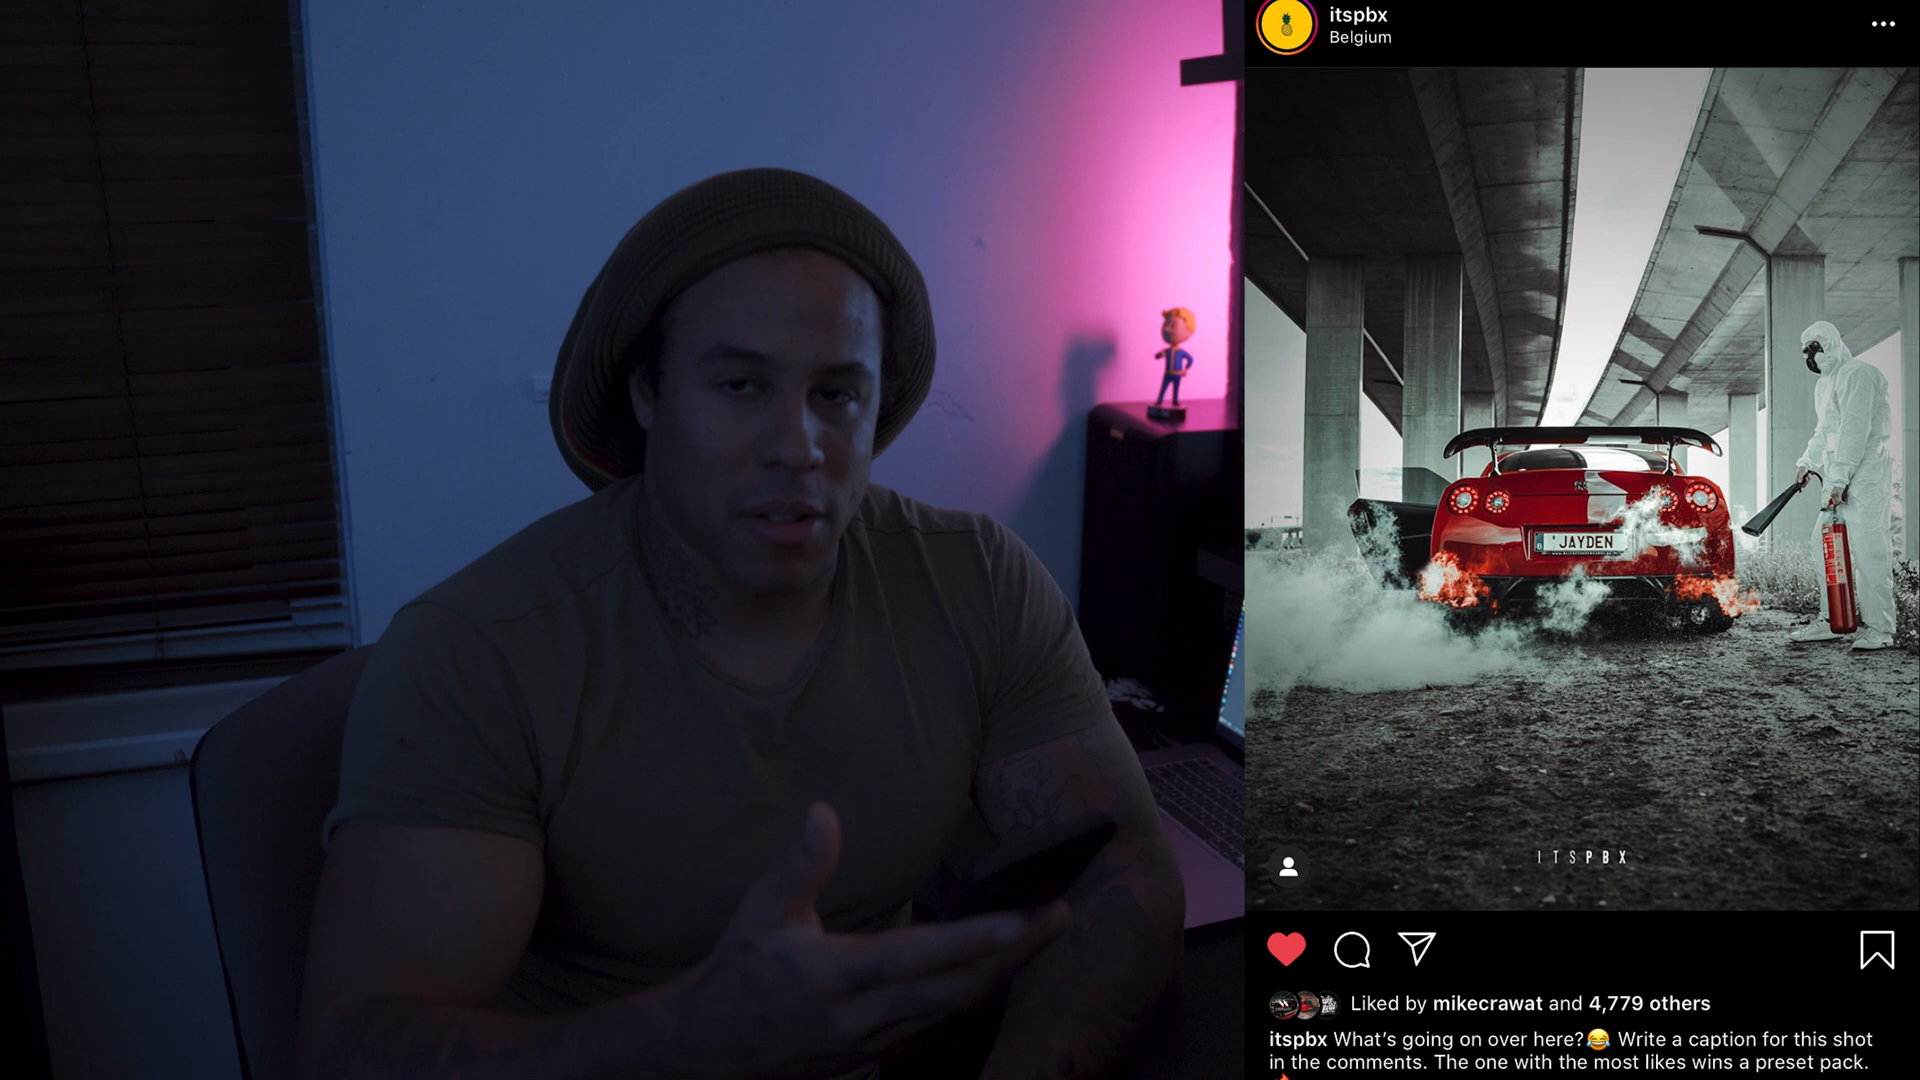 itspbx
Belgium
JAYDEN
ITSPBX
Liked by mikecrawat and 4,779 others
itspbx What's going on over here?😂 Write a caption for this shot
in the comments. The one with the most likes wins a preset pack.